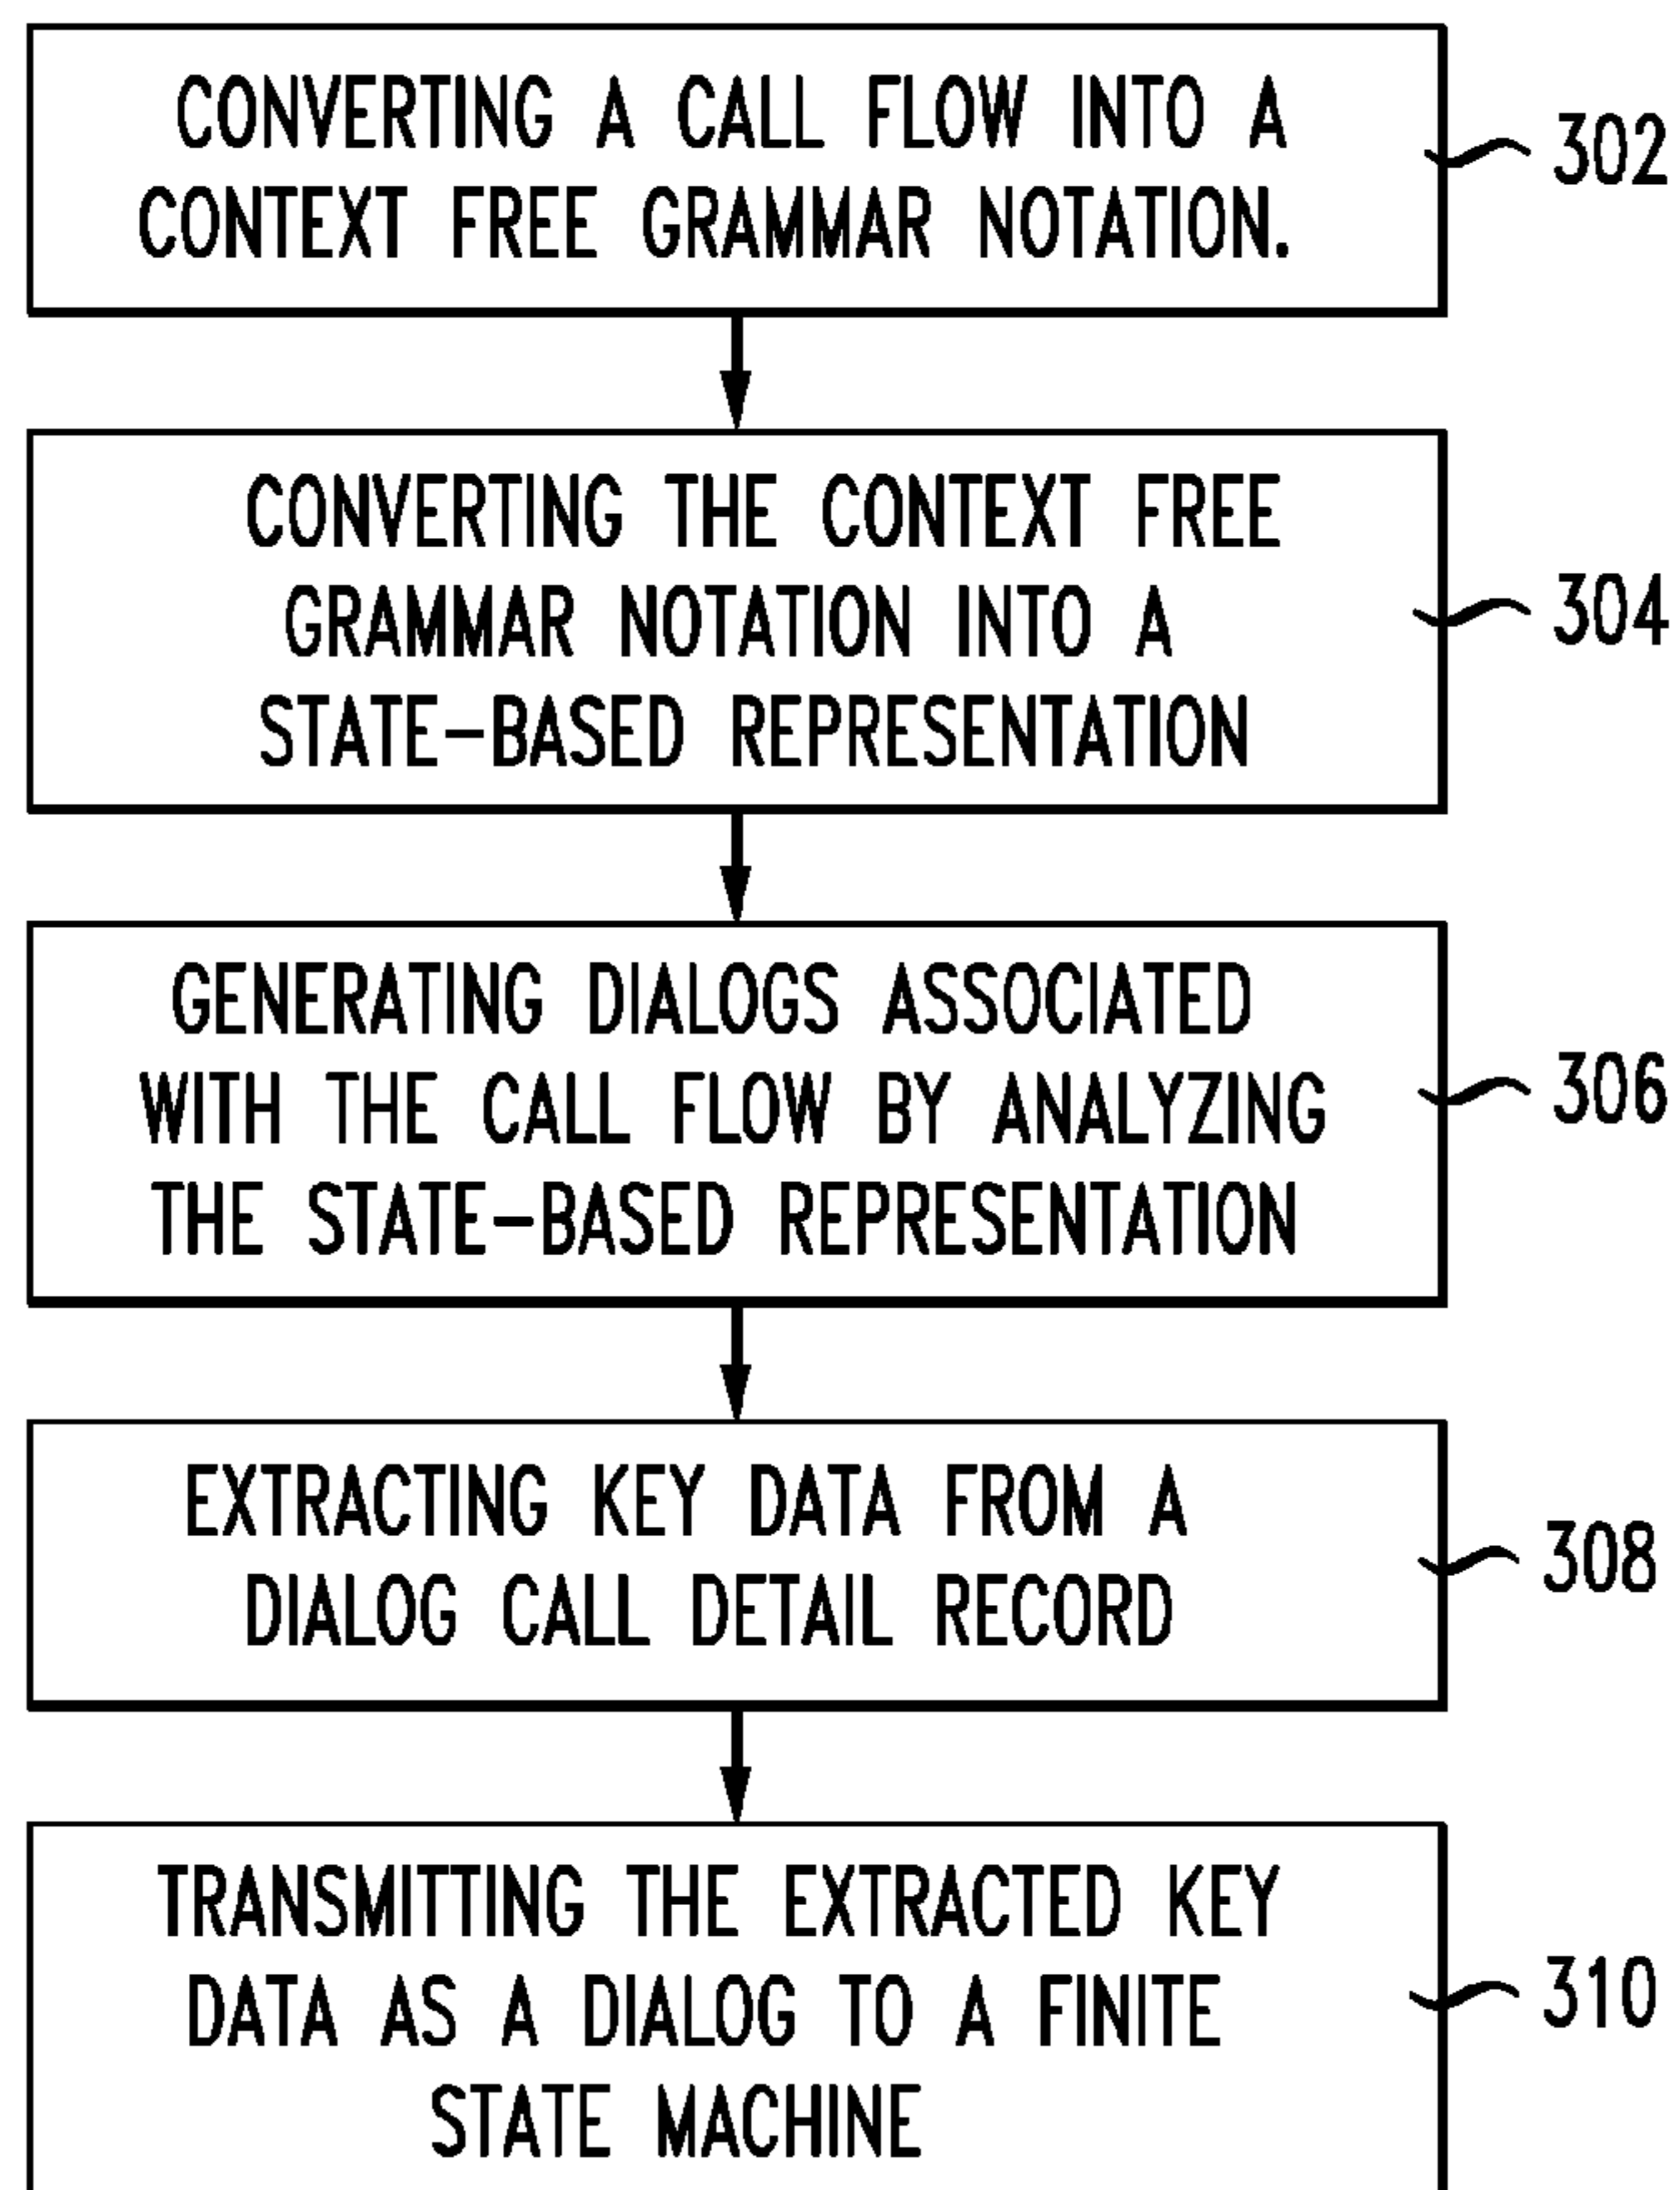 CONVERTING A CALL FLOW INTO A
CONTEXT FREE GRAMMAR NOTATION.
302
CONVERTING THE CONTEXT FREE
GRAMMAR NOTATION INTO A
STATE-BASED REPRESENTATION
304
GENERATING DIALOGS ASSOCIATED
WITH THE CALL FLOW BY ANALYZING
THE STATE-BASED REPRESENTATION
306
EXTRACTING KEY DATA FROM A
DIALOG CALL DETAIL RECORD
308
TRANSMITTING THE EXTRACTED KEY
DATA AS A DIALOG TO A FINITE
STATE MACHINE
310